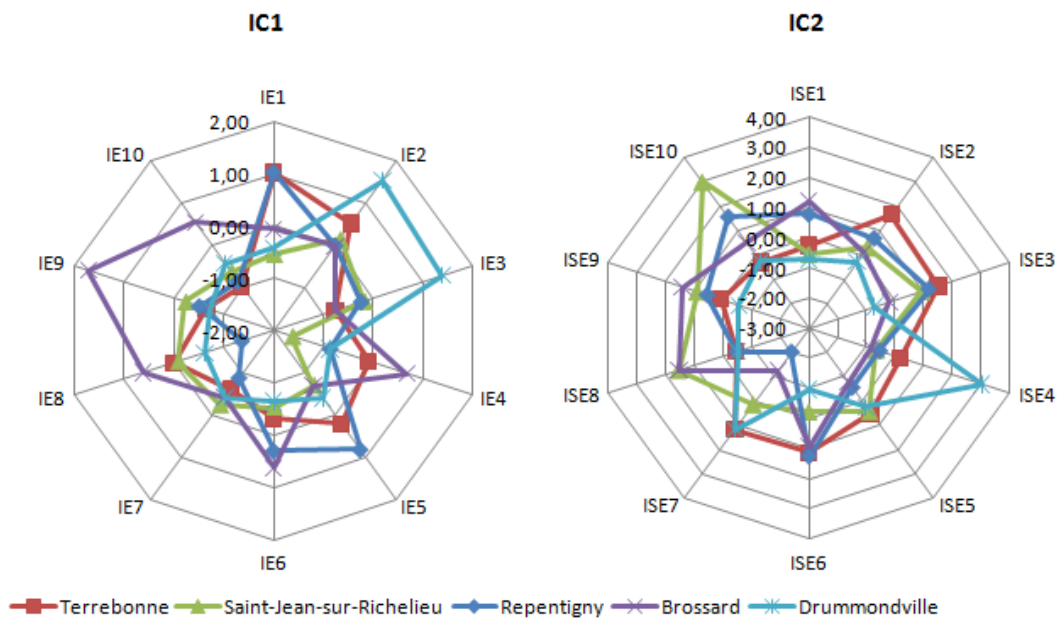 IC1
IE1
2,00
1,00
0,00
-1,00
-2,00
IE2
IE3
IE4
IE5
IE6
IE7
IE8
IE9
IE10
IC2
ISE1
4,00
3,00
2,00
1,00
0,00
-1,00
-2,00
-3,00
ISE2
ISE3
ISE4
ISE5
ISE6
ISE7
ISE8
ISE9
ISE10
Terrebonne Saint-Jean-sur-Richelieu Repentigny Brossard Drummondville